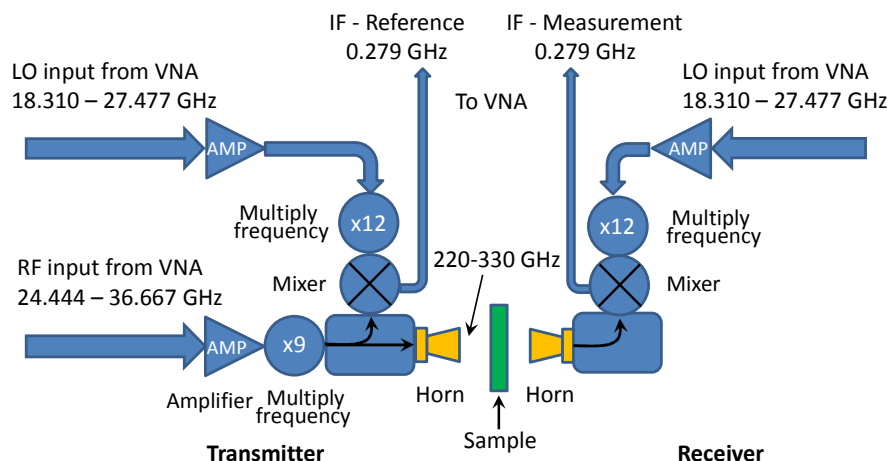 IF - Reference
0.279 GHz
IF - Measurement
0.279 GHz
LO input from VNA
18.310 – 27.477 GHz
To VNA
LO input from VNA
18.310 – 27.477 GHz
AMP
AMP
x12
Multiply
frequency
x12
Multiply
frequency
RF input from VNA
24.444 – 36.667 GHz
Mixer
220-330 GHz
Mixer
AMP
x9
Amplifier
Multiply
frequency
Horn
Horn
Sample
Transmitter
Receiver